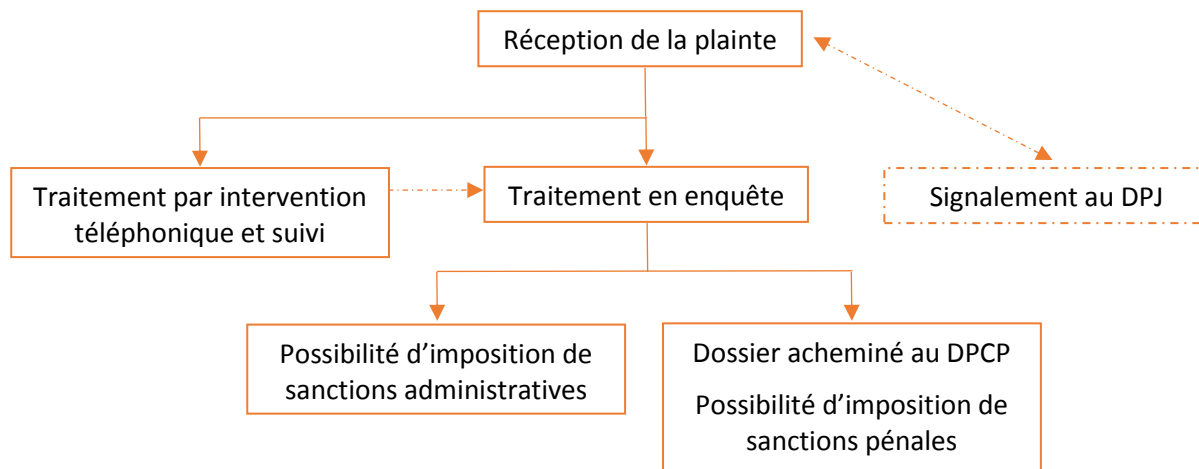 Réception de la plainte
Traitement par intervention
téléphonique et suivi
Traitement en enquête
Signalement au DPJ
Possibilité d’imposition de
sanctions administratives
Dossier acheminé au DPCP
Possibilité d’imposition de
sanctions pénales